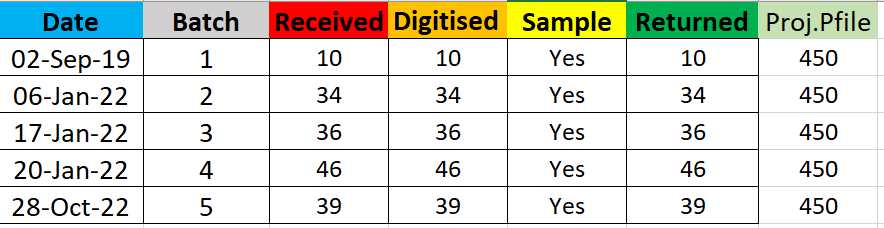 Date Batch Received Digitised Sample Returned Proj.Pfile
02-Sep-19 1 10 10 Yes 10 450
06-Jan-22 2 34 34 Yes 34 450
17-Jan-22 3 36 36 Yes 36 450
20-Jan-22 4 46 46 Yes 46 450
28-Oct-22 5 39 39 Yes 39 450